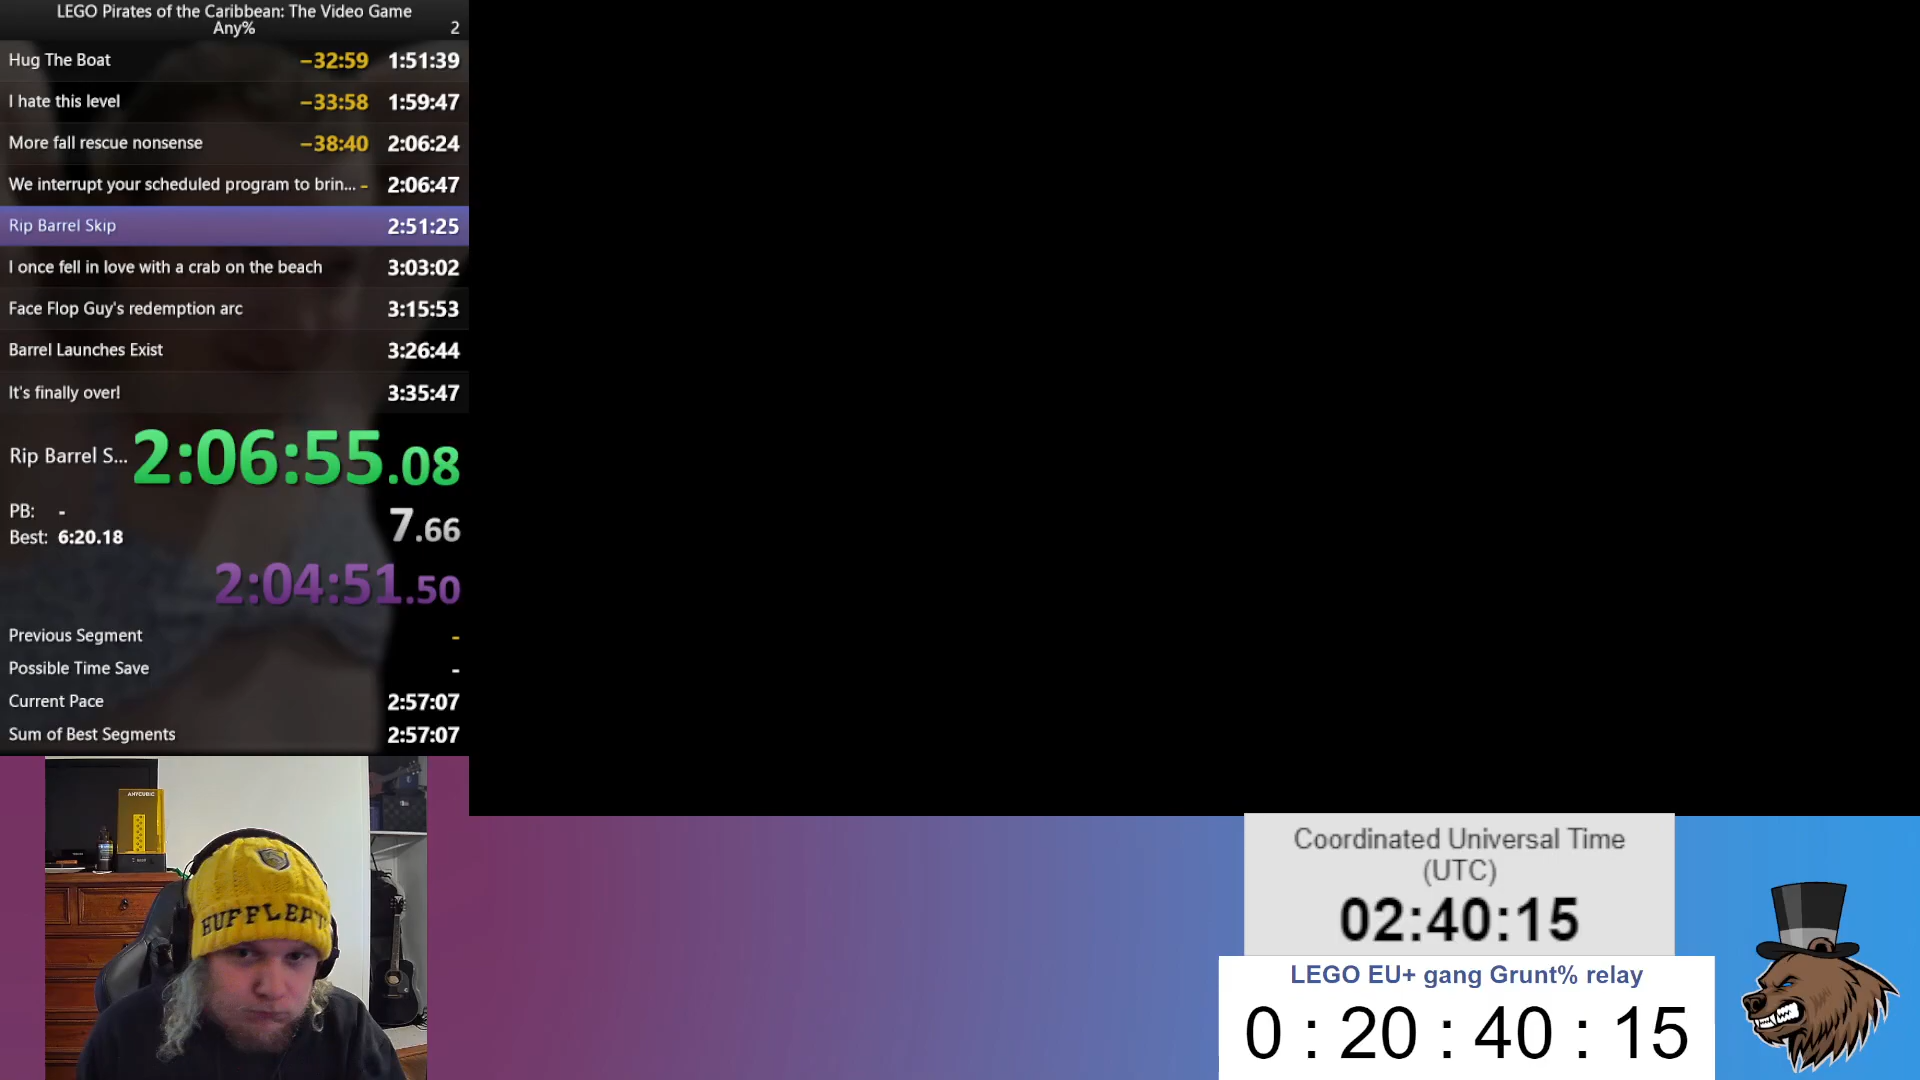 LEGO Pirates of the Caribbean: The Video Game
Any%
2
Hug The Boat −32:59 1:51:39
I hate this level −33:58 1:59:47
More fall rescue nonsense −38:40 2:06:24
We interrupt your scheduled program to brin... - 2:06:47
Rip Barrel Skip 2:51:25
I once fell in love with a crab on the beach 3:03:02
Face Flop Guy's redemption arc 3:15:53
Barrel Launches Exist 3:26:44
It's finally over! 3:35:47
Rip Barrel S... 2:06:55.08
PB: -
7.66
Best: 6:20.18
2:04:51.50
Previous Segment -
Possible Time Save -
Current Pace 2:57:07
Sum of Best Segments 2:57:07
ANYCUBIC
Coordinated Universal Time
(UTC)
02:40:15
LEGO EU+ gang Grunt% relay
0 : 20 : 40 : 15